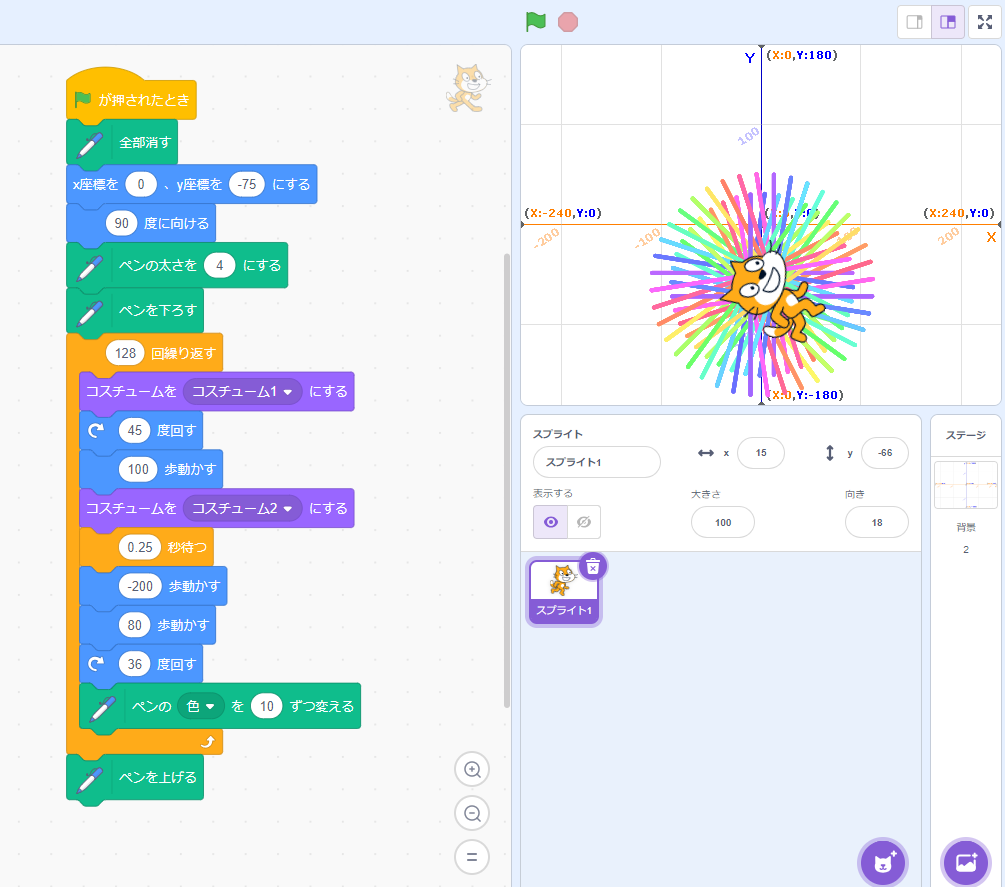 が押されたとき
全部消す
x座標を 0 、y座標を -75 にする
90 度に向ける
ペンの太さを 4 にする
ペンを下ろす
128 回繰り返す
コスチュームを コスチューム1 にする
45 度回す
100 歩動かす
コスチュームを コスチューム2 にする
0.25 秒待つ
-200 歩動かす
80 歩動かす
36 度回す
ペンの 色 を 10 ずつ変える
ペンを上げる
Y (X:0,Y:180)
100
(X:-240,Y:0)
(X:240,Y:0)
-200
-100
200
X
(X:0,Y:-180)
スプライト
スプライト1
x 15
y -66
表示する
大きさ
100
向き
18
スプライト1
ステージ
背景
2